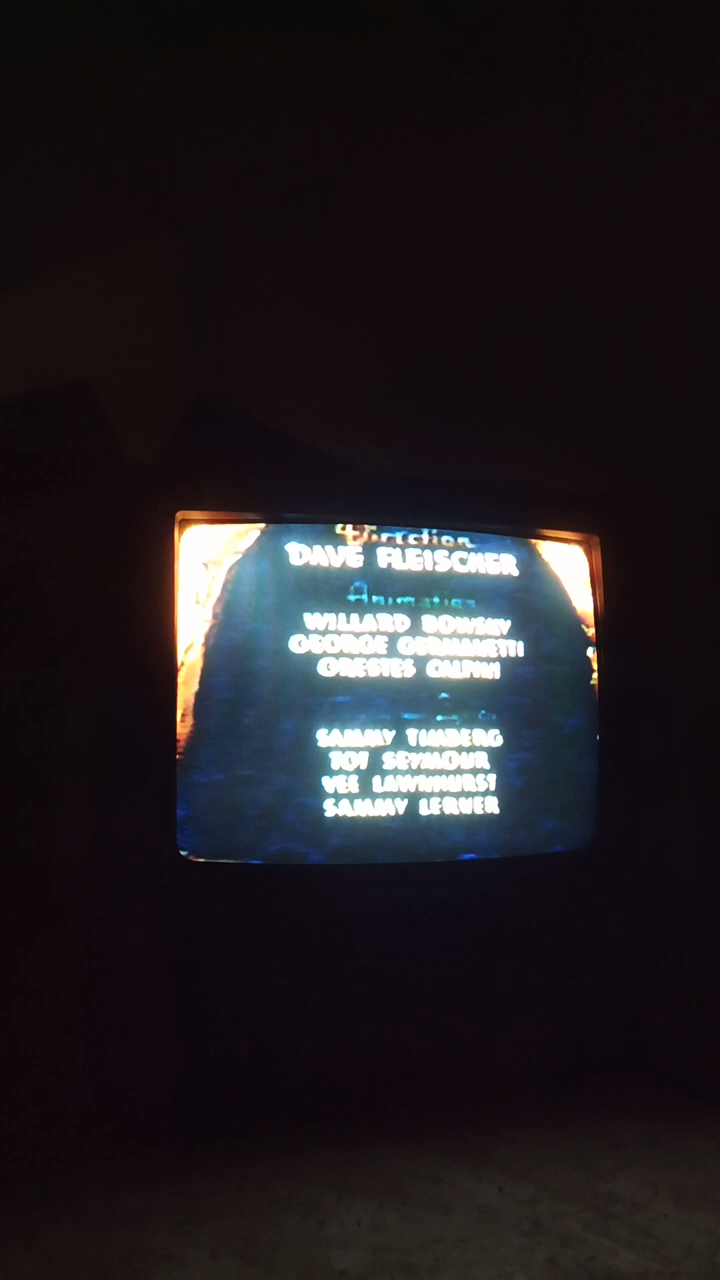 Direction
DAVE FLEISCHER
Animation
WILLARD BOWSKY
GEORGE GERMANETTI
ORESTES CALPINI
SAMMY TIMBERG
TOT SEYMOUR
VEE LAWNHURST
SAMMY LERNER